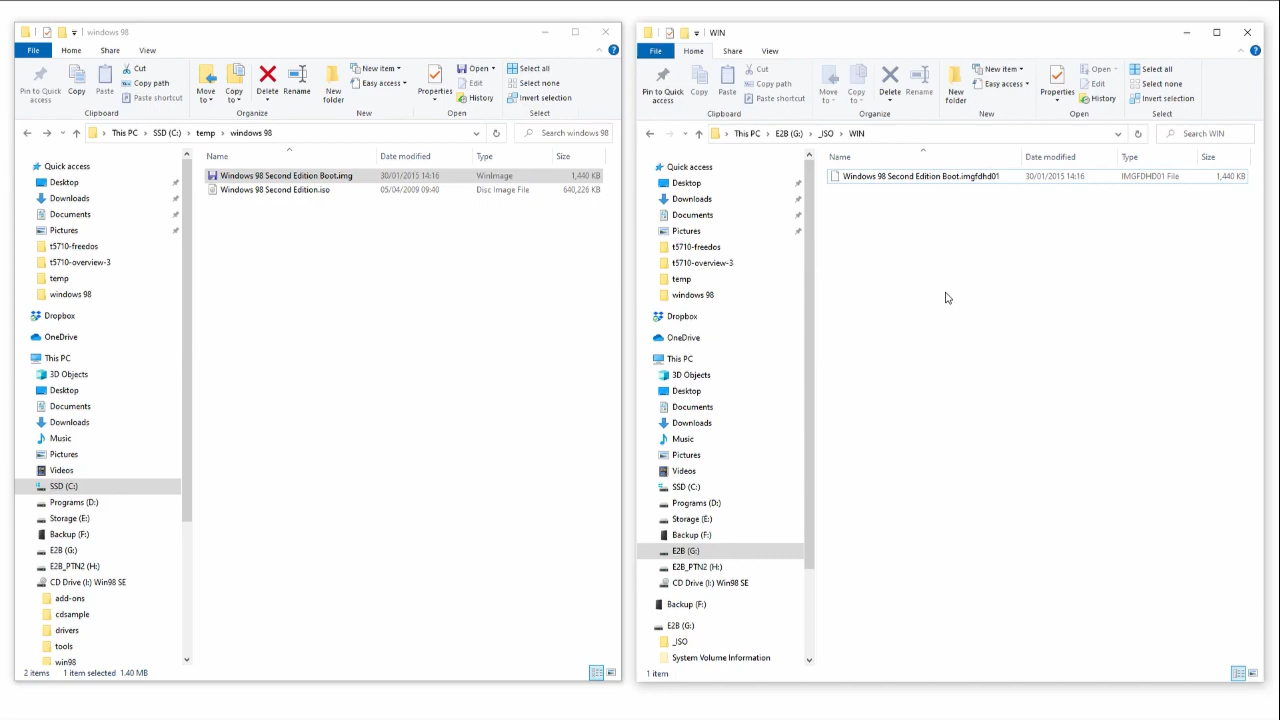 windows 98
File Home Share View
Pin to Quick access
Copy
Paste
Cut
Copy path
Paste shortcut
Move to
Copy to
Delete
Rename
New folder
New item
Easy access
Properties
Open
Edit
History
Select all
Select none
Invert selection
Clipboard Organize New Open Select
This PC SSD (C:) temp windows 98
Search windows 98
Name Date modified Type Size
Windows 98 Second Edition Boot.img 30/01/2015 14:16 WinImage 1,440 KB
Windows 98 Second Edition.iso 05/04/2009 09:40 Disc Image File 640,226 KB
Quick access
Desktop
Downloads
Documents
Pictures
t5710-freedos
t5710-overview-3
temp
windows 98
Dropbox
OneDrive
This PC
3D Objects
Desktop
Documents
Downloads
Music
Pictures
Videos
SSD (C:)
Programs (D:)
Storage (E:)
Backup (F:)
E2B (G:)
E2B_PTN2 (H:)
CD Drive (I:) Win98 SE
add-ons
cdsample
drivers
tools
win98
2 items 1 item selected 1.40 MB
WIN
File Home Share View
Pin to Quick access
Copy
Paste
Cut
Copy path
Paste shortcut
Move to
Copy to
Delete
Rename
New folder
New item
Easy access
Properties
Open
Edit
History
Select all
Select none
Invert selection
Clipboard Organize New Open Select
This PC E2B (G:) _ISO WIN
Search WIN
Name Date modified Type Size
Windows 98 Second Edition Boot.imgfdhd01 30/01/2015 14:16 IMGFDHD01 File 1,440 KB
Quick access
Desktop
Downloads
Documents
Pictures
t5710-freedos
t5710-overview-3
temp
windows 98
Dropbox
OneDrive
This PC
3D Objects
Desktop
Documents
Downloads
Music
Pictures
Videos
SSD (C:)
Programs (D:)
Storage (E:)
Backup (F:)
E2B (G:)
E2B_PTN2 (H:)
CD Drive (I:) Win98 SE
Backup (F:)
E2B (G:)
_ISO
System Volume Information
1 item